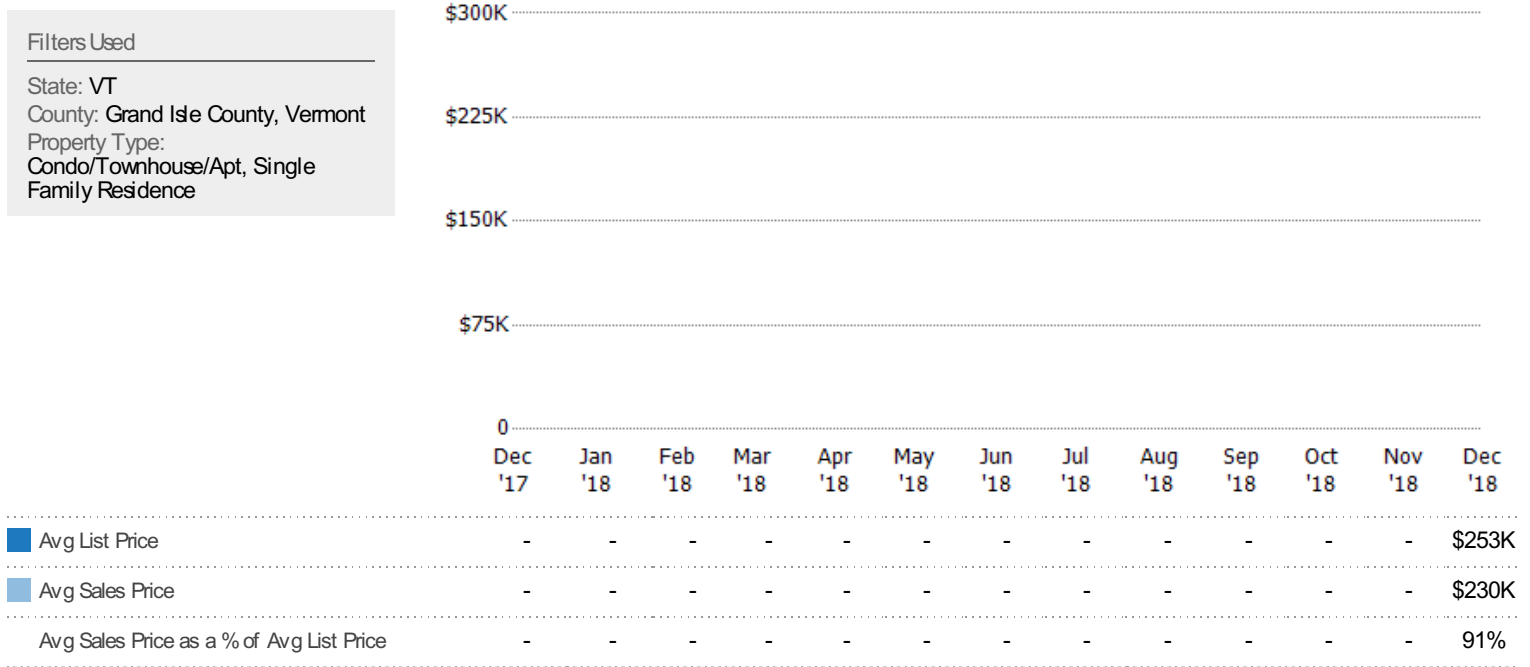 Filters Used
State: VT
County: Grand Isle County, Vermont
Property Type:
Condo/Townhouse/Apt, Single
Family Residence
$300K
$225K
$150K
$75K
0
Dec Jan Feb Mar Apr May Jun Jul Aug Sep Oct Nov Dec
'17 '18 '18 '18 '18 '18 '18 '18 '18 '18 '18 '18 '18
Avg List Price - - - - - - - - - - - - $253K
Avg Sales Price - - - - - - - - - - - - $230K
Avg Sales Price as a % of Avg List Price - - - - - - - - - - - - 91%